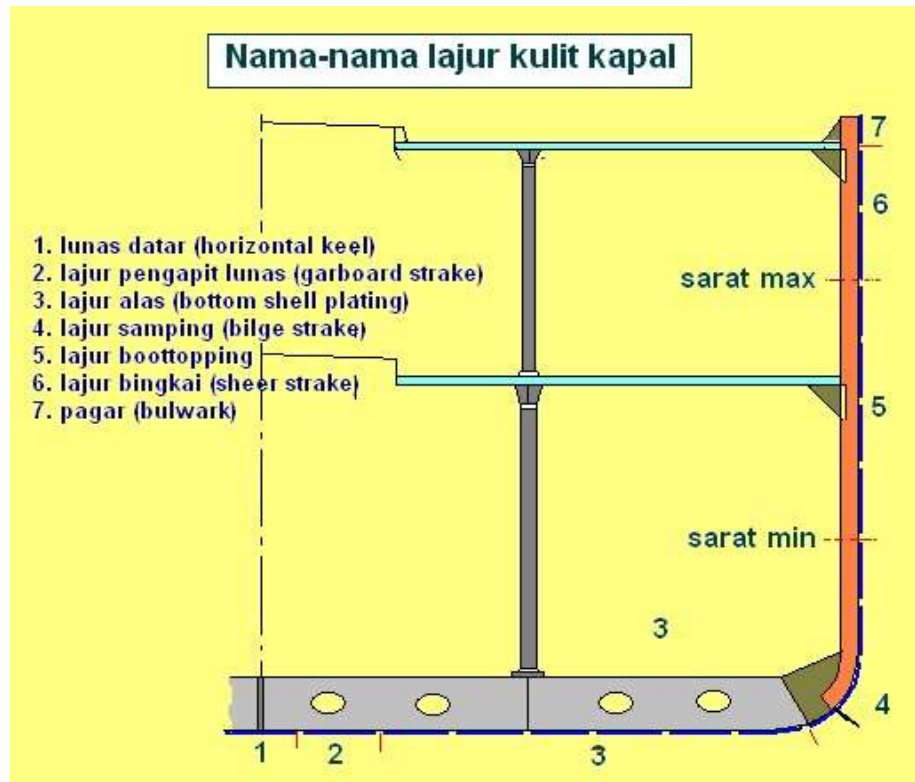 Nama-nama lajur kulit kapal
7
1. lunas datar (horizontal keel)
2. lajur pengapit lunas (garboard strake)
3. lajur alas (bottom shell plating)
4. lajur samping (bilge strake)
5. lajur boottopping
6. lajur bingkai (sheer strake)
7. pagar (bulwark)
6
sarat max
5
sarat min
3
4
1 2 3